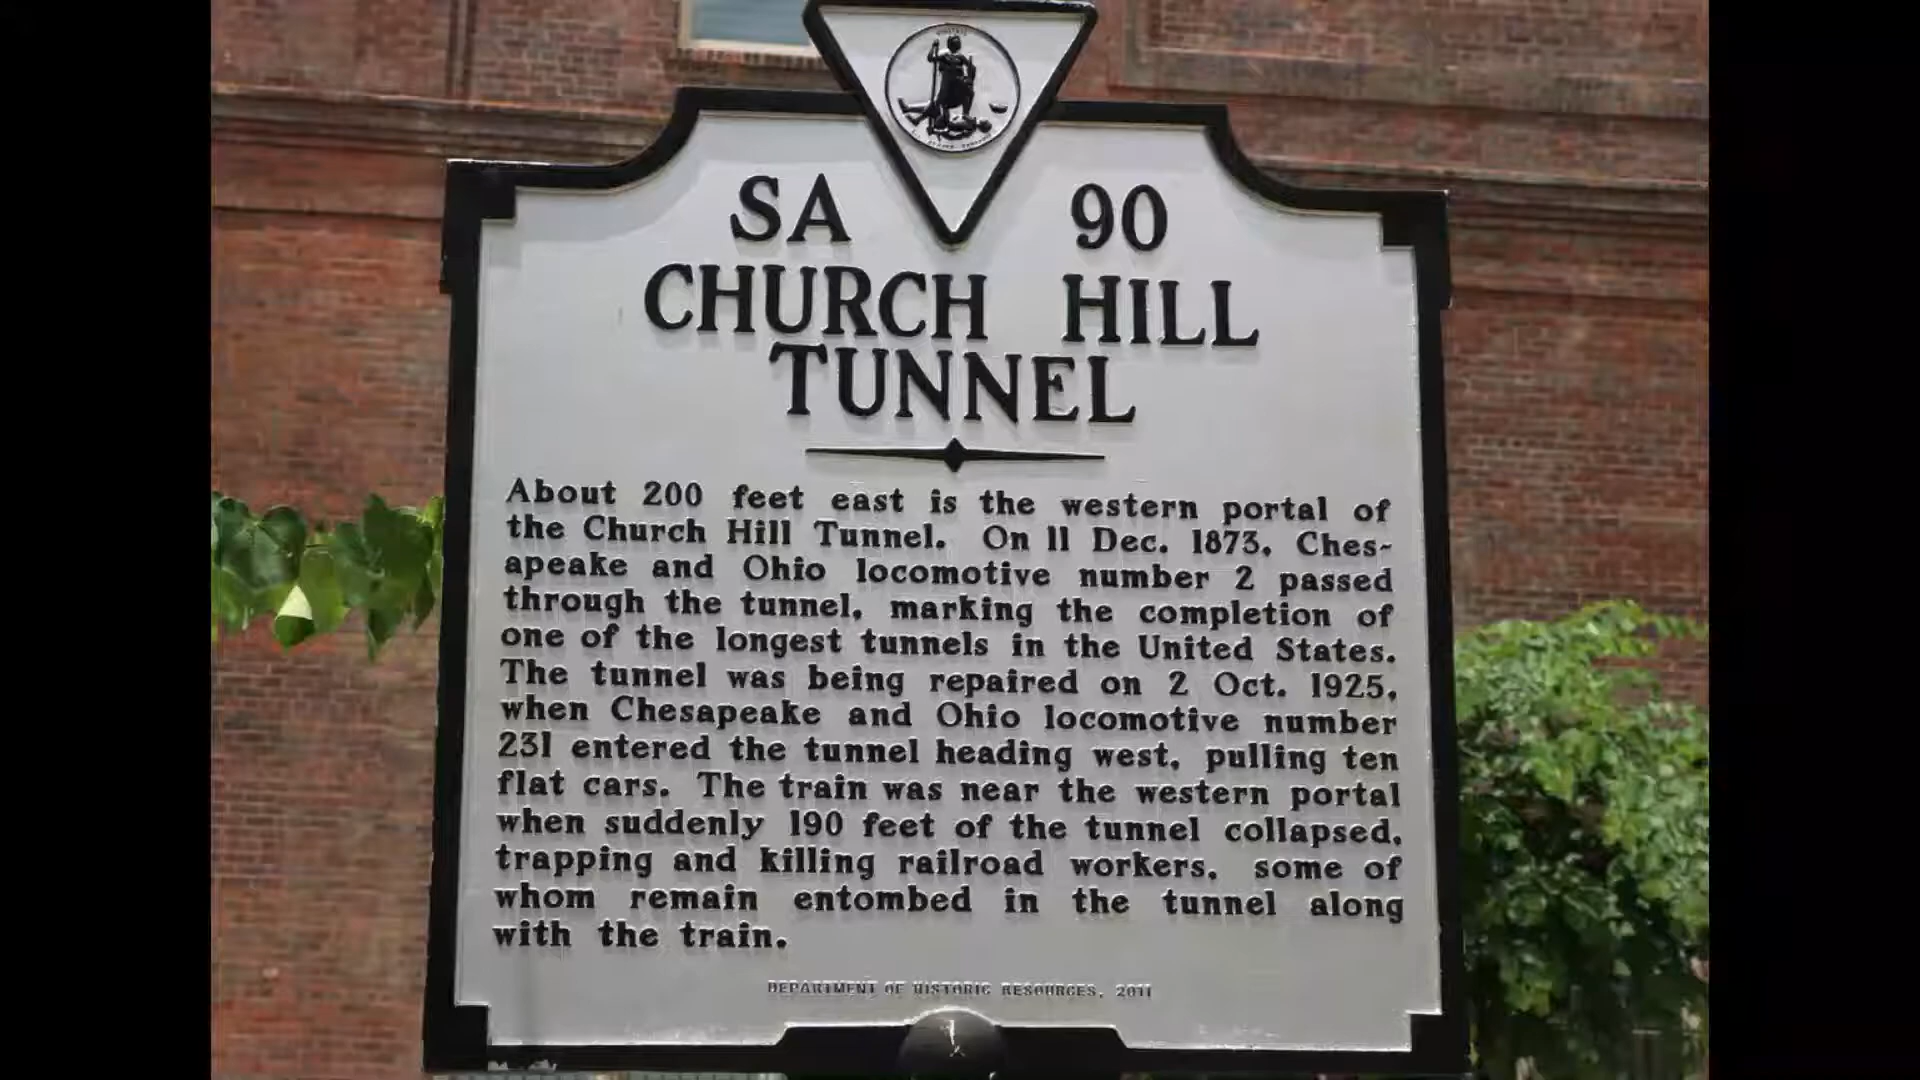 SA 90
CHURCH HILL
TUNNEL
About 200 feet east is the western portal of
the Church Hill Tunnel. On 11 Dec. 1873, Ches-
apeake and Ohio locomotive number 2 passed
through the tunnel, marking the completion of
one of the longest tunnels in the United States.
The tunnel was being repaired on 2 Oct. 1925,
when Chesapeake and Ohio locomotive number
231 entered the tunnel heading west, pulling ten
flat cars. The train was near the western portal
when suddenly 190 feet of the tunnel collapsed,
trapping and killing railroad workers, some of
whom remain entombed in the tunnel along
with the train.
DEPARTMENT OF HISTORIC RESOURCES, 2011